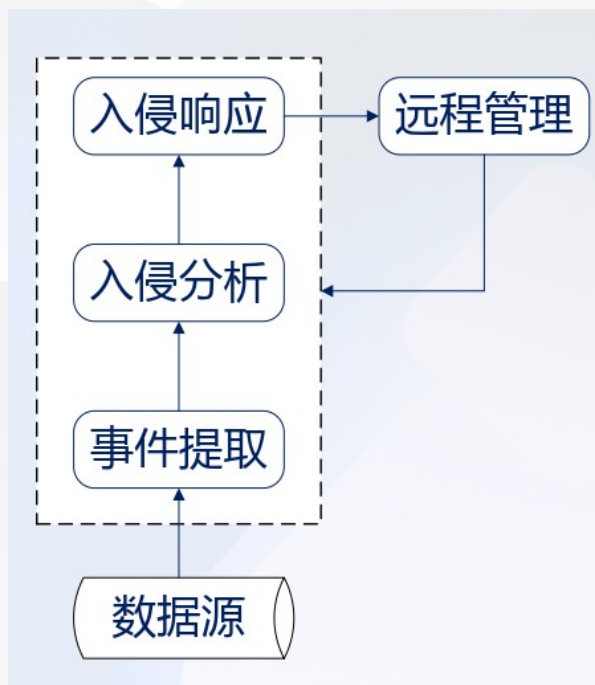 入侵响应
远程管理
入侵分析
事件提取
数据源